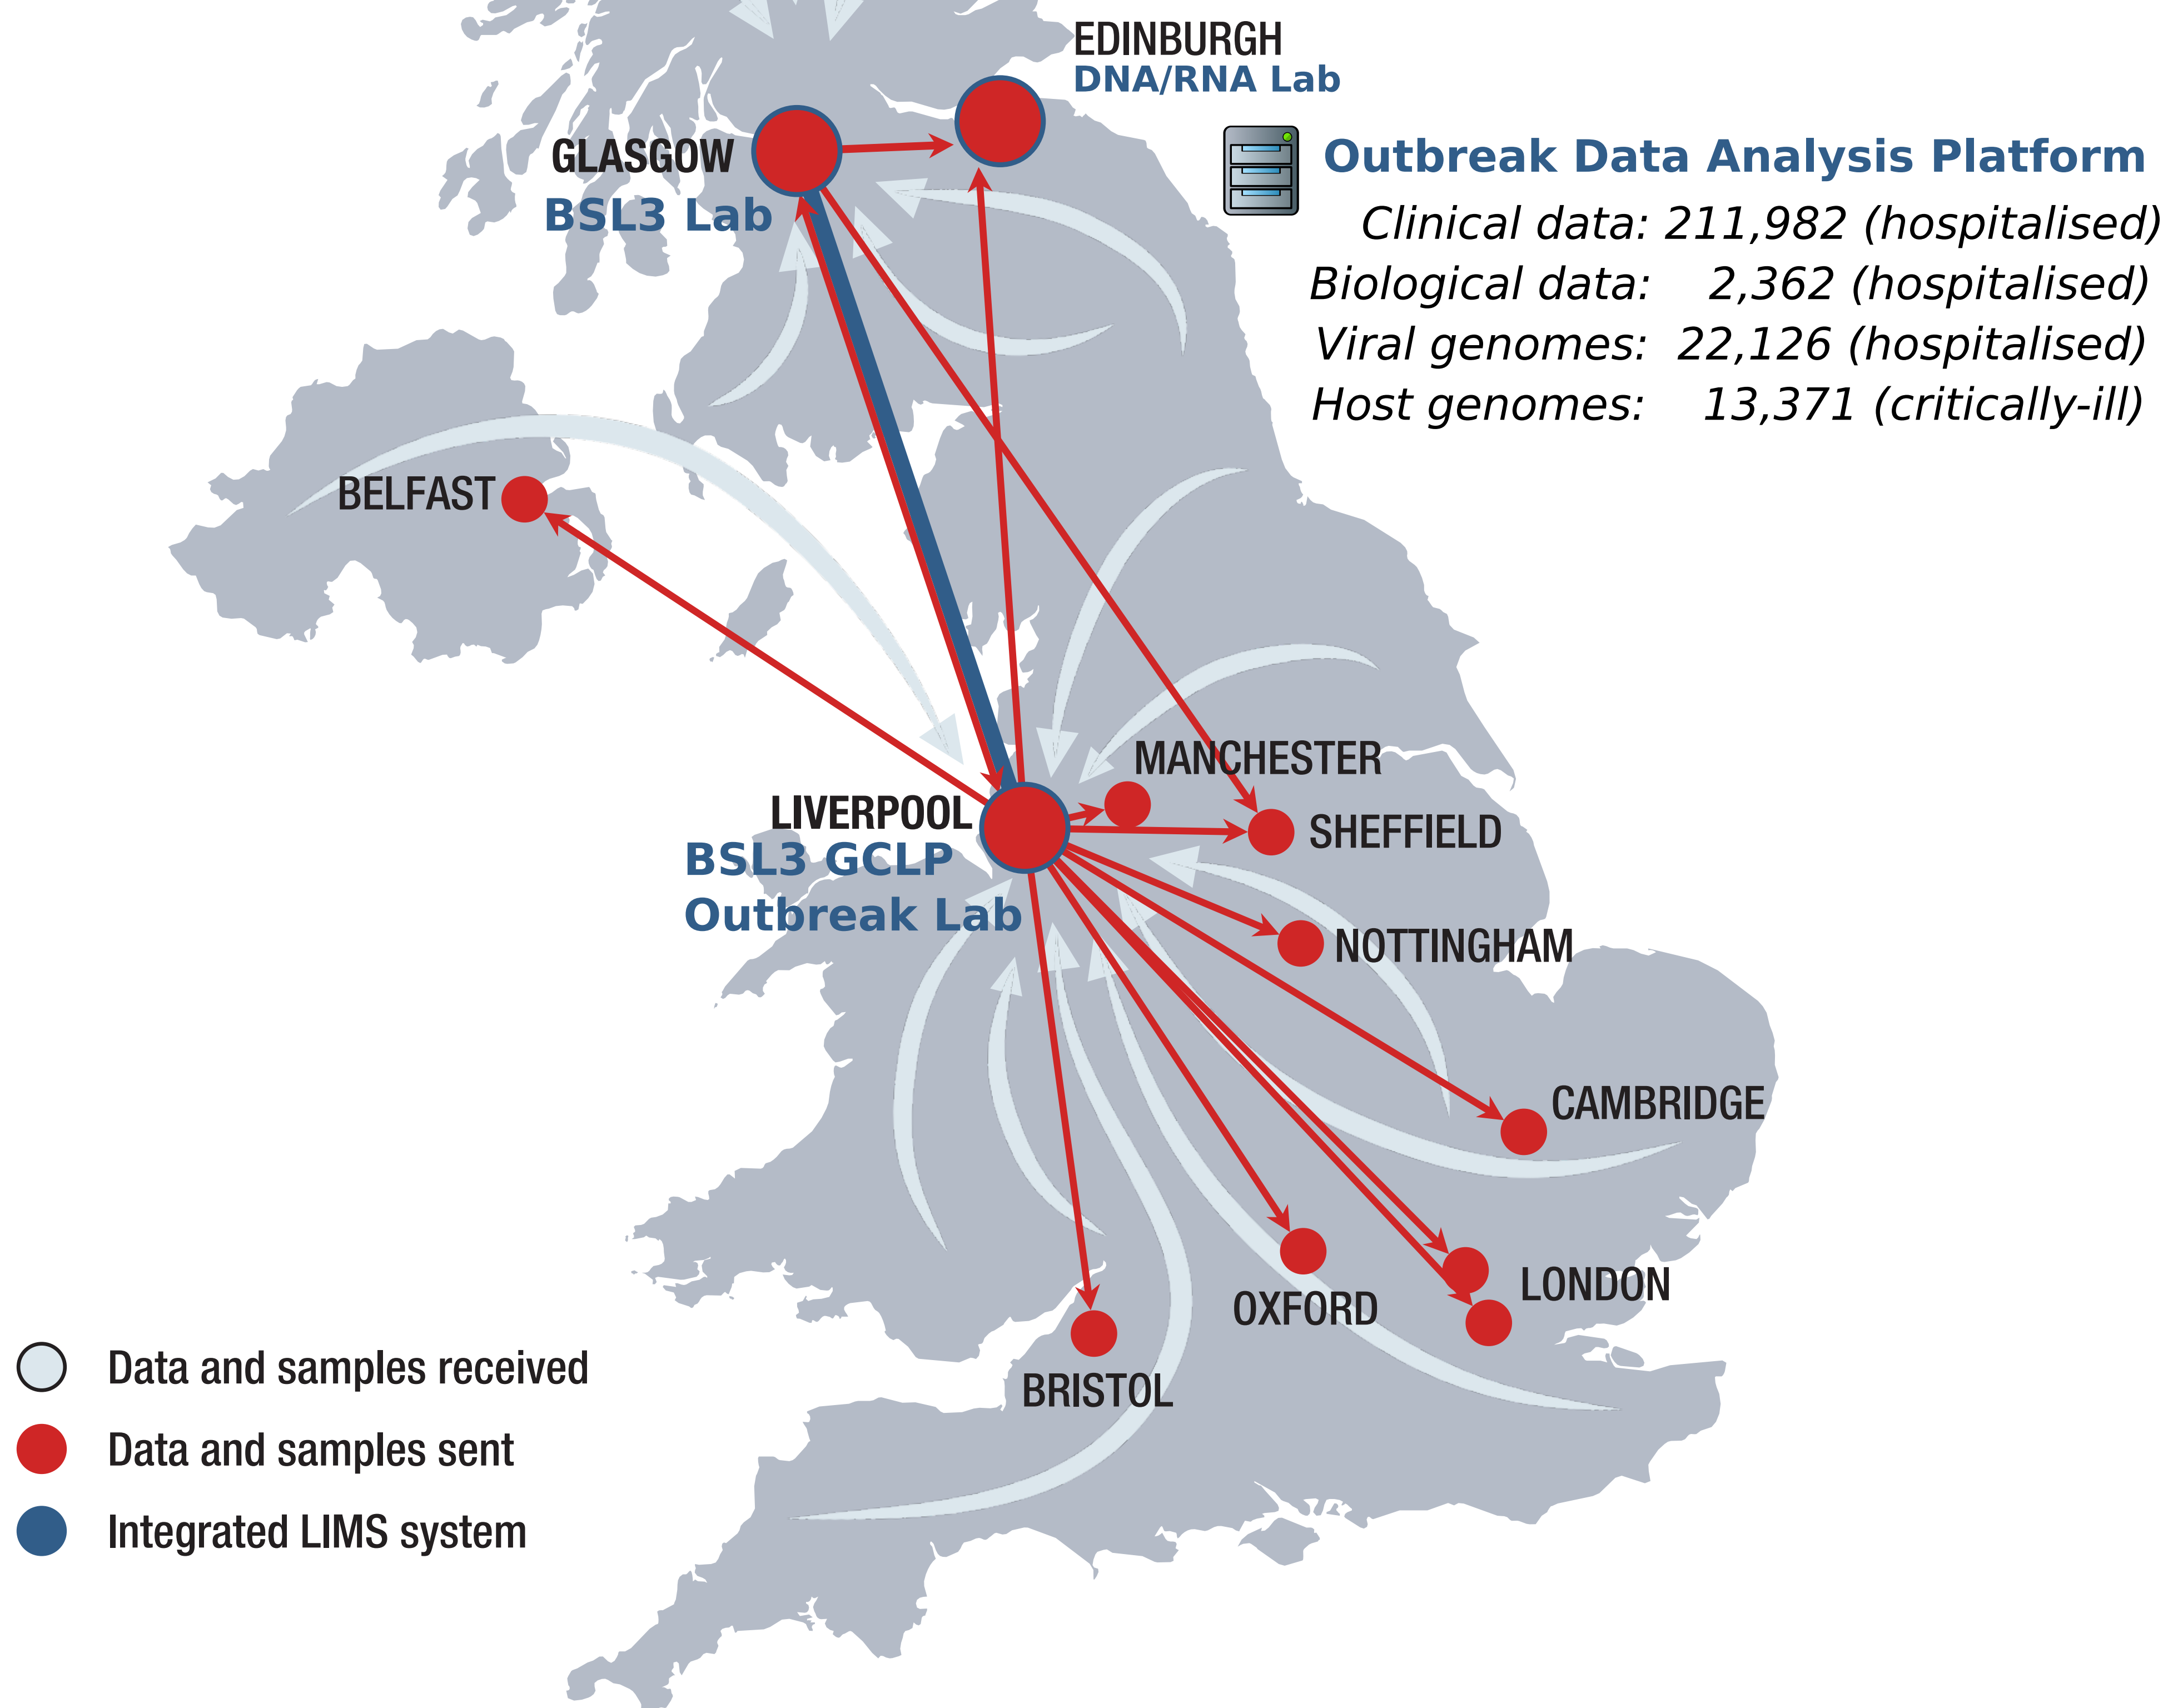 EDINBURGH
DNA/RNA Lab
GLASGOW
BSL3 Lab
Outbreak Data Analysis Platform
Clinical data: 211,982 (hospitalised)
Biological data: 2,362 (hospitalised)
Viral genomes: 22,126 (hospitalised)
Host genomes: 13,371 (critically-ill)
BELFAST
MANCHESTER
LIVERPOOL
BSL3 GCLP
Outbreak Lab
SHEFFIELD
NOTTINGHAM
CAMBRIDGE
LONDON
OXFORD
BRISTOL
Data and samples received
Data and samples sent
Integrated LIMS system